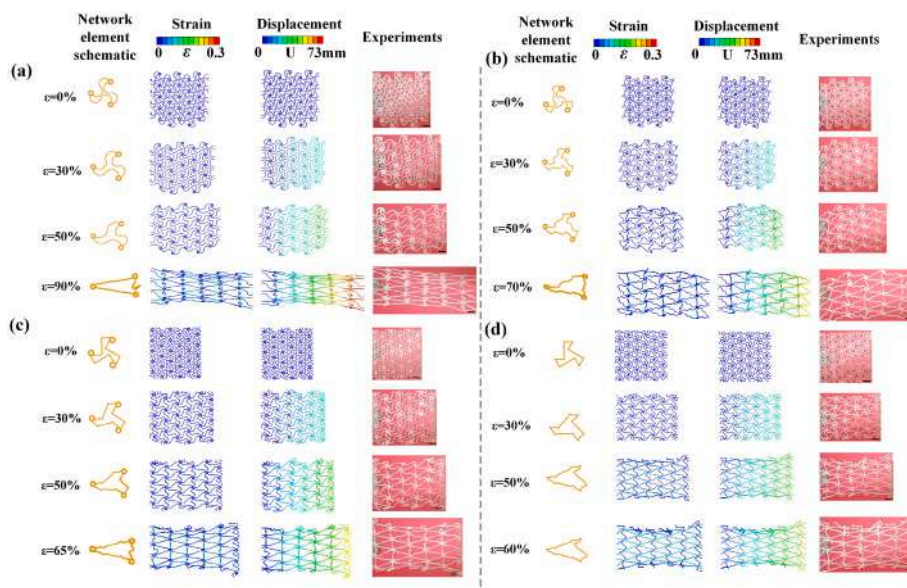 Network
element
schematic
Strain
0 ε 0.3
Displacement
0 U 73mm
Experiments
(a)
ε=0%
ε=30%
ε=50%
ε=90%
Network
element
schematic
Strain
0 ε 0.3
Displacement
0 U 73mm
Experiments
(b)
ε=0%
ε=30%
ε=50%
ε=70%
(c)
ε=0%
ε=30%
ε=50%
ε=65%
(d)
ε=0%
ε=30%
ε=50%
ε=60%